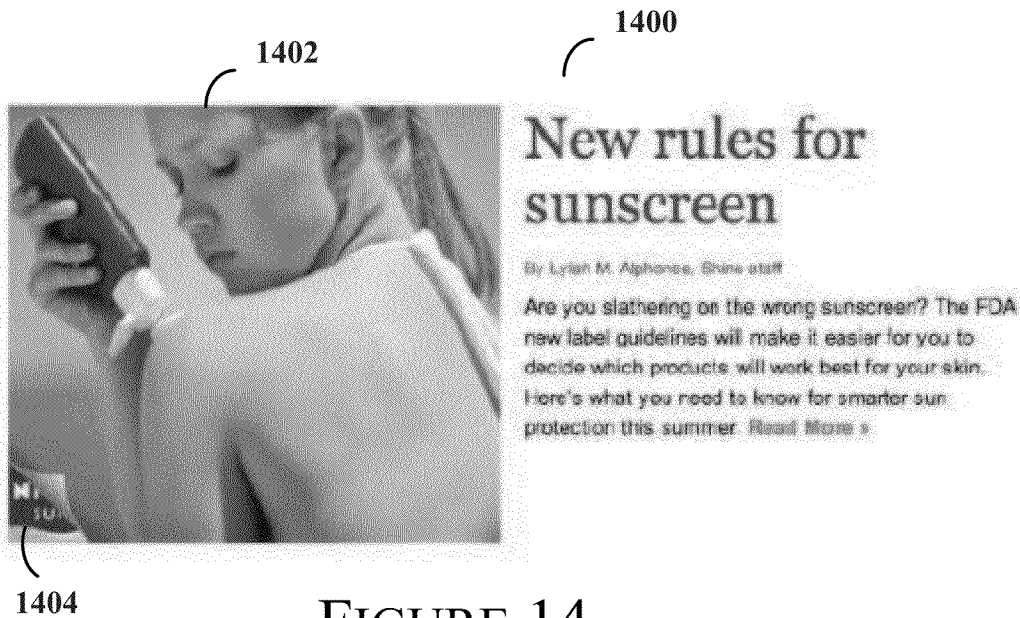 1400
1402
New rules for
sunscreen
By Lylah M. Alphonse, Shine staff
Are you slathering on the wrong sunscreen? The FDA
new label guidelines will make it easier for you to
decide which products will work best for your skin.
Here's what you need to know for smarter sun
protection this summer. Read More »
1404
FIGURE 14